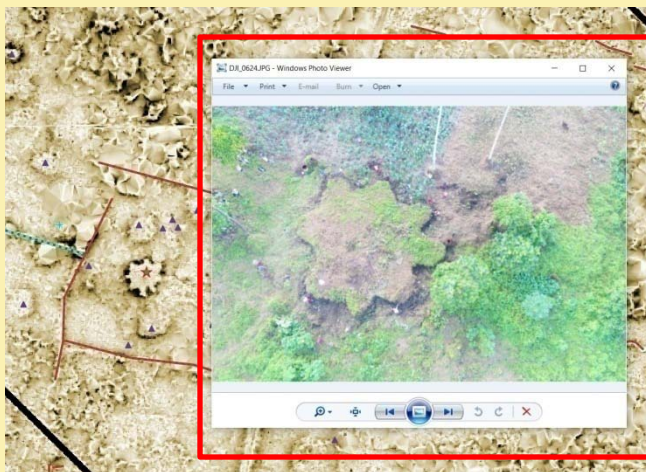 DJI_0624.JPG - Windows Photo Viewer
File Print E-mail Burn Open